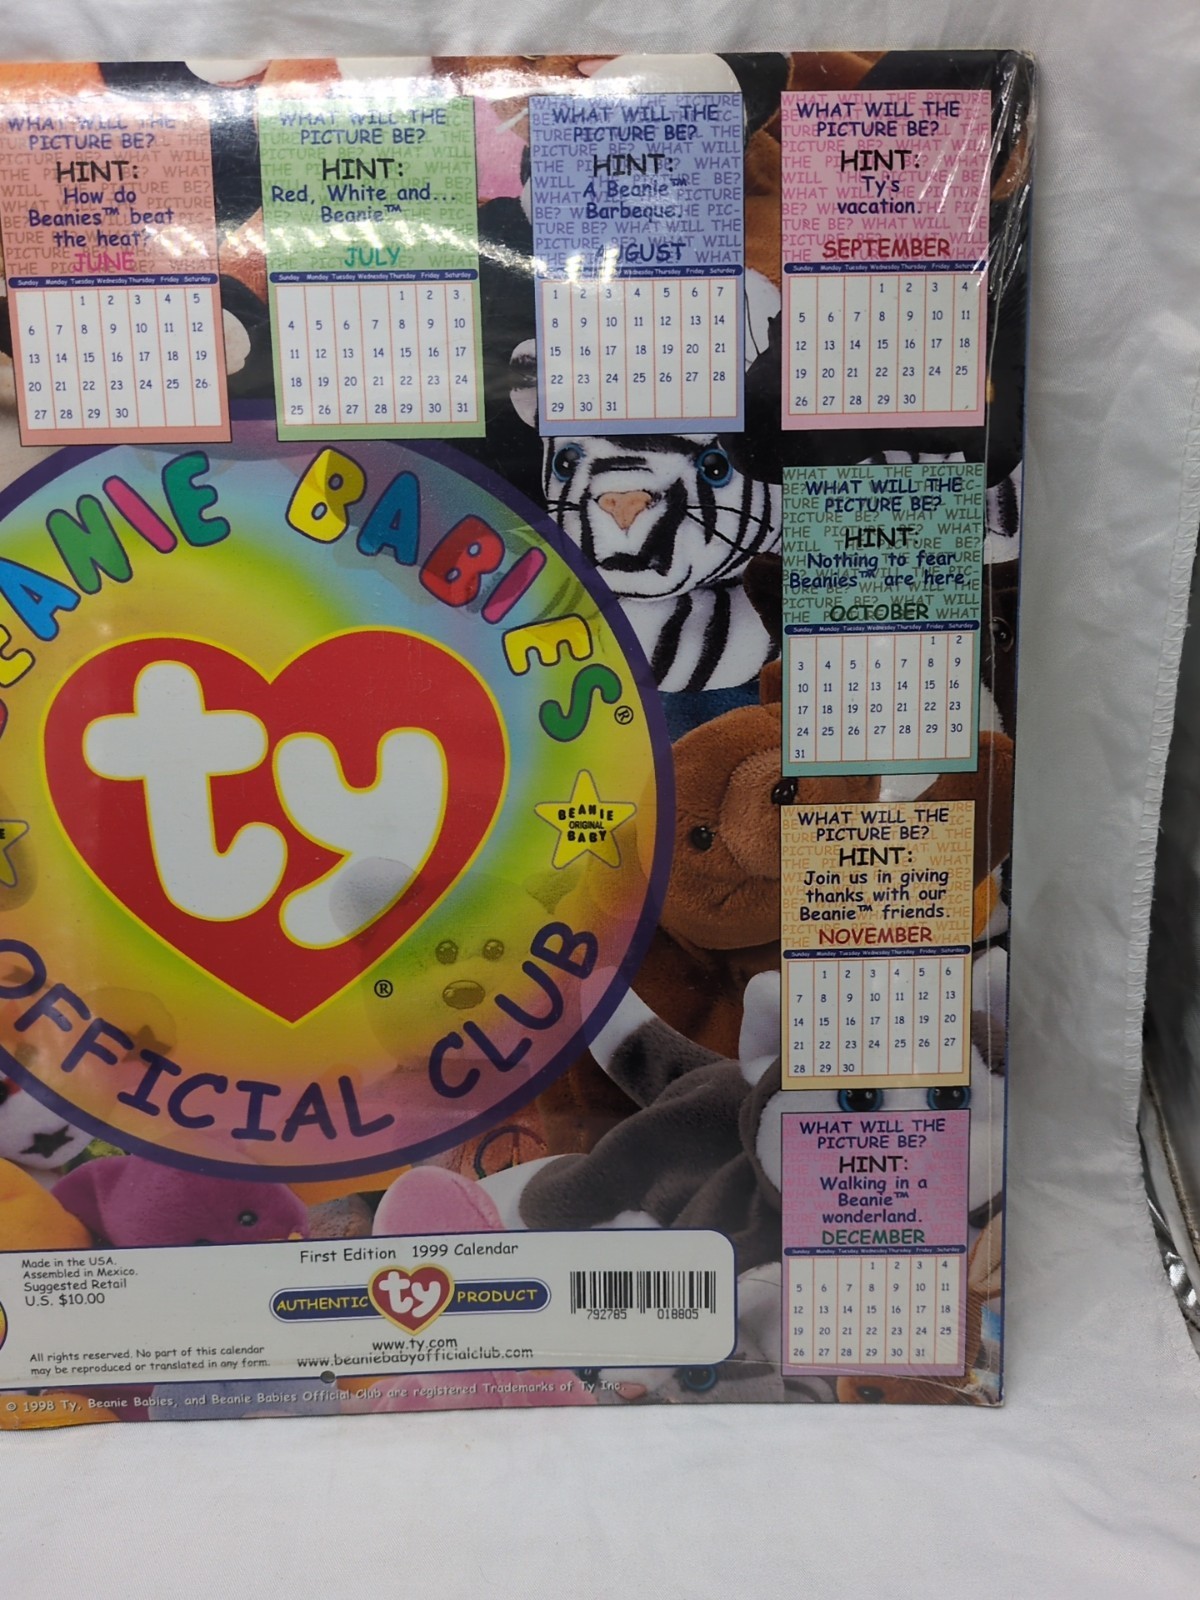 WHAT WILL THE
PICTURE BE?
HINT:
How do
Beanies™ beat
the heat?
JUNE
Sunday Monday Tuesday Wednesday Thursday Friday Saturday
1 2 3 4 5
6 7 8 9 10 11 12
13 14 15 16 17 18 19
20 21 22 23 24 25 26
27 28 29 30
WHAT WILL THE
PICTURE BE?
HINT:
Red, White and...
Beanie™
JULY
Sunday Monday Tuesday Wednesday Thursday Friday Saturday
1 2 3
4 5 6 7 8 9 10
11 12 13 14 15 16 17
18 19 20 21 22 23 24
25 26 27 28 29 30 31
WHAT WILL THE
PICTURE BE?
HINT:
A Beanie™
Barbeque.
AUGUST
Wednesday Thursday Friday Saturday
1 2 3 4 5 6 7
8 9 10 11 12 13 14
15 16 17 18 19 20 21
22 23 24 25 26 27 28
29 30 31
WHAT WILL THE
PICTURE BE?
HINT:
Ty's
vacation.
SEPTEMBER
Sunday Monday Tuesday Wednesday Thursday Friday Saturday
1 2 3 4
5 6 7 8 9 10 11
12 13 14 15 16 17 18
19 20 21 22 23 24 25
26 27 28 29 30
WHAT WILL THE
PICTURE BE?
HINT:
Nothing to fear
Beanies™ are here.
OCTOBER
Sunday Monday Tuesday Wednesday Thursday Friday Saturday
1 2
3 4 5 6 7 8 9
10 11 12 13 14 15 16
17 18 19 20 21 22 23
24 25 26 27 28 29 30
31
WHAT WILL THE
PICTURE BE?
HINT:
Join us in giving
thanks with our
Beanie™ friends.
NOVEMBER
Sunday Monday Tuesday Wednesday Thursday Friday Saturday
1 2 3 4 5 6
7 8 9 10 11 12 13
14 15 16 17 18 19 20
21 22 23 24 25 26 27
28 29 30
WHAT WILL THE
PICTURE BE?
HINT:
Walking in a
Beanie™
wonderland.
DECEMBER
Sunday Monday Tuesday Wednesday Thursday Friday Saturday
1 2 3 4
5 6 7 8 9 10 11
12 13 14 15 16 17 18
19 20 21 22 23 24 25
26 27 28 29 30 31
EANIE BABIES®
ty
®
BEANIE
ORIGINAL
BABY
OFFICIAL CLUB
Made in the USA.
Assembled in Mexico.
Suggested Retail
U.S. $10.00
All rights reserved. No part of this calendar
may be reproduced or translated in any form.
First Edition 1999 Calendar
AUTHENTIC ty PRODUCT
www.ty.com
www.beaniebabyofficialclub.com
792785 018805
© 1998 Ty, Beanie Babies, and Beanie Babies Official Club are registered Trademarks of Ty Inc.